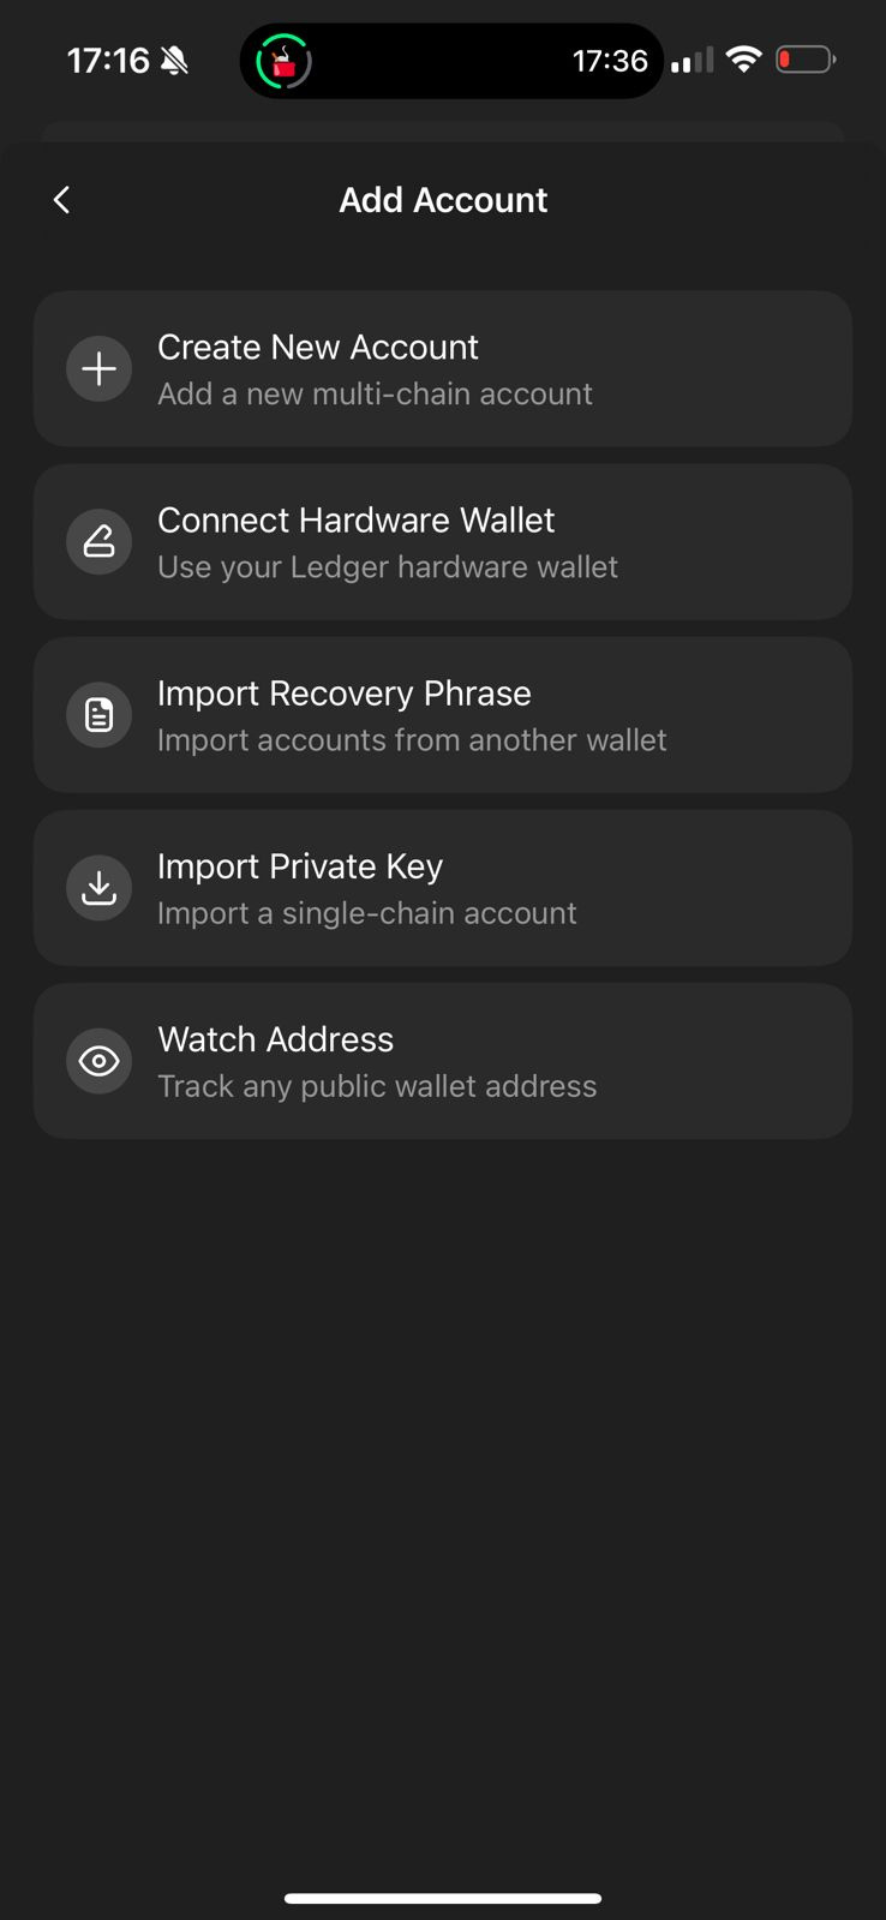 17:16
17:36
Add Account
Create New Account
Add a new multi-chain account
Connect Hardware Wallet
Use your Ledger hardware wallet
Import Recovery Phrase
Import accounts from another wallet
Import Private Key
Import a single-chain account
Watch Address
Track any public wallet address